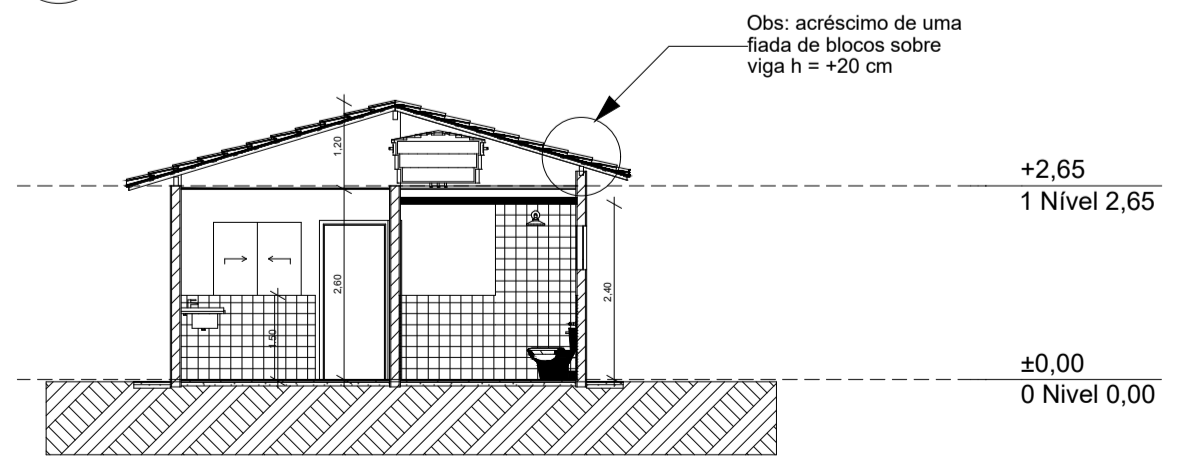 Obs: acréscimo de uma
fiada de blocos sobre
viga h = +20 cm
1,20
+2,65
1 Nível 2,65
2,60
2,40
1,50
±0,00
0 Nivel 0,00